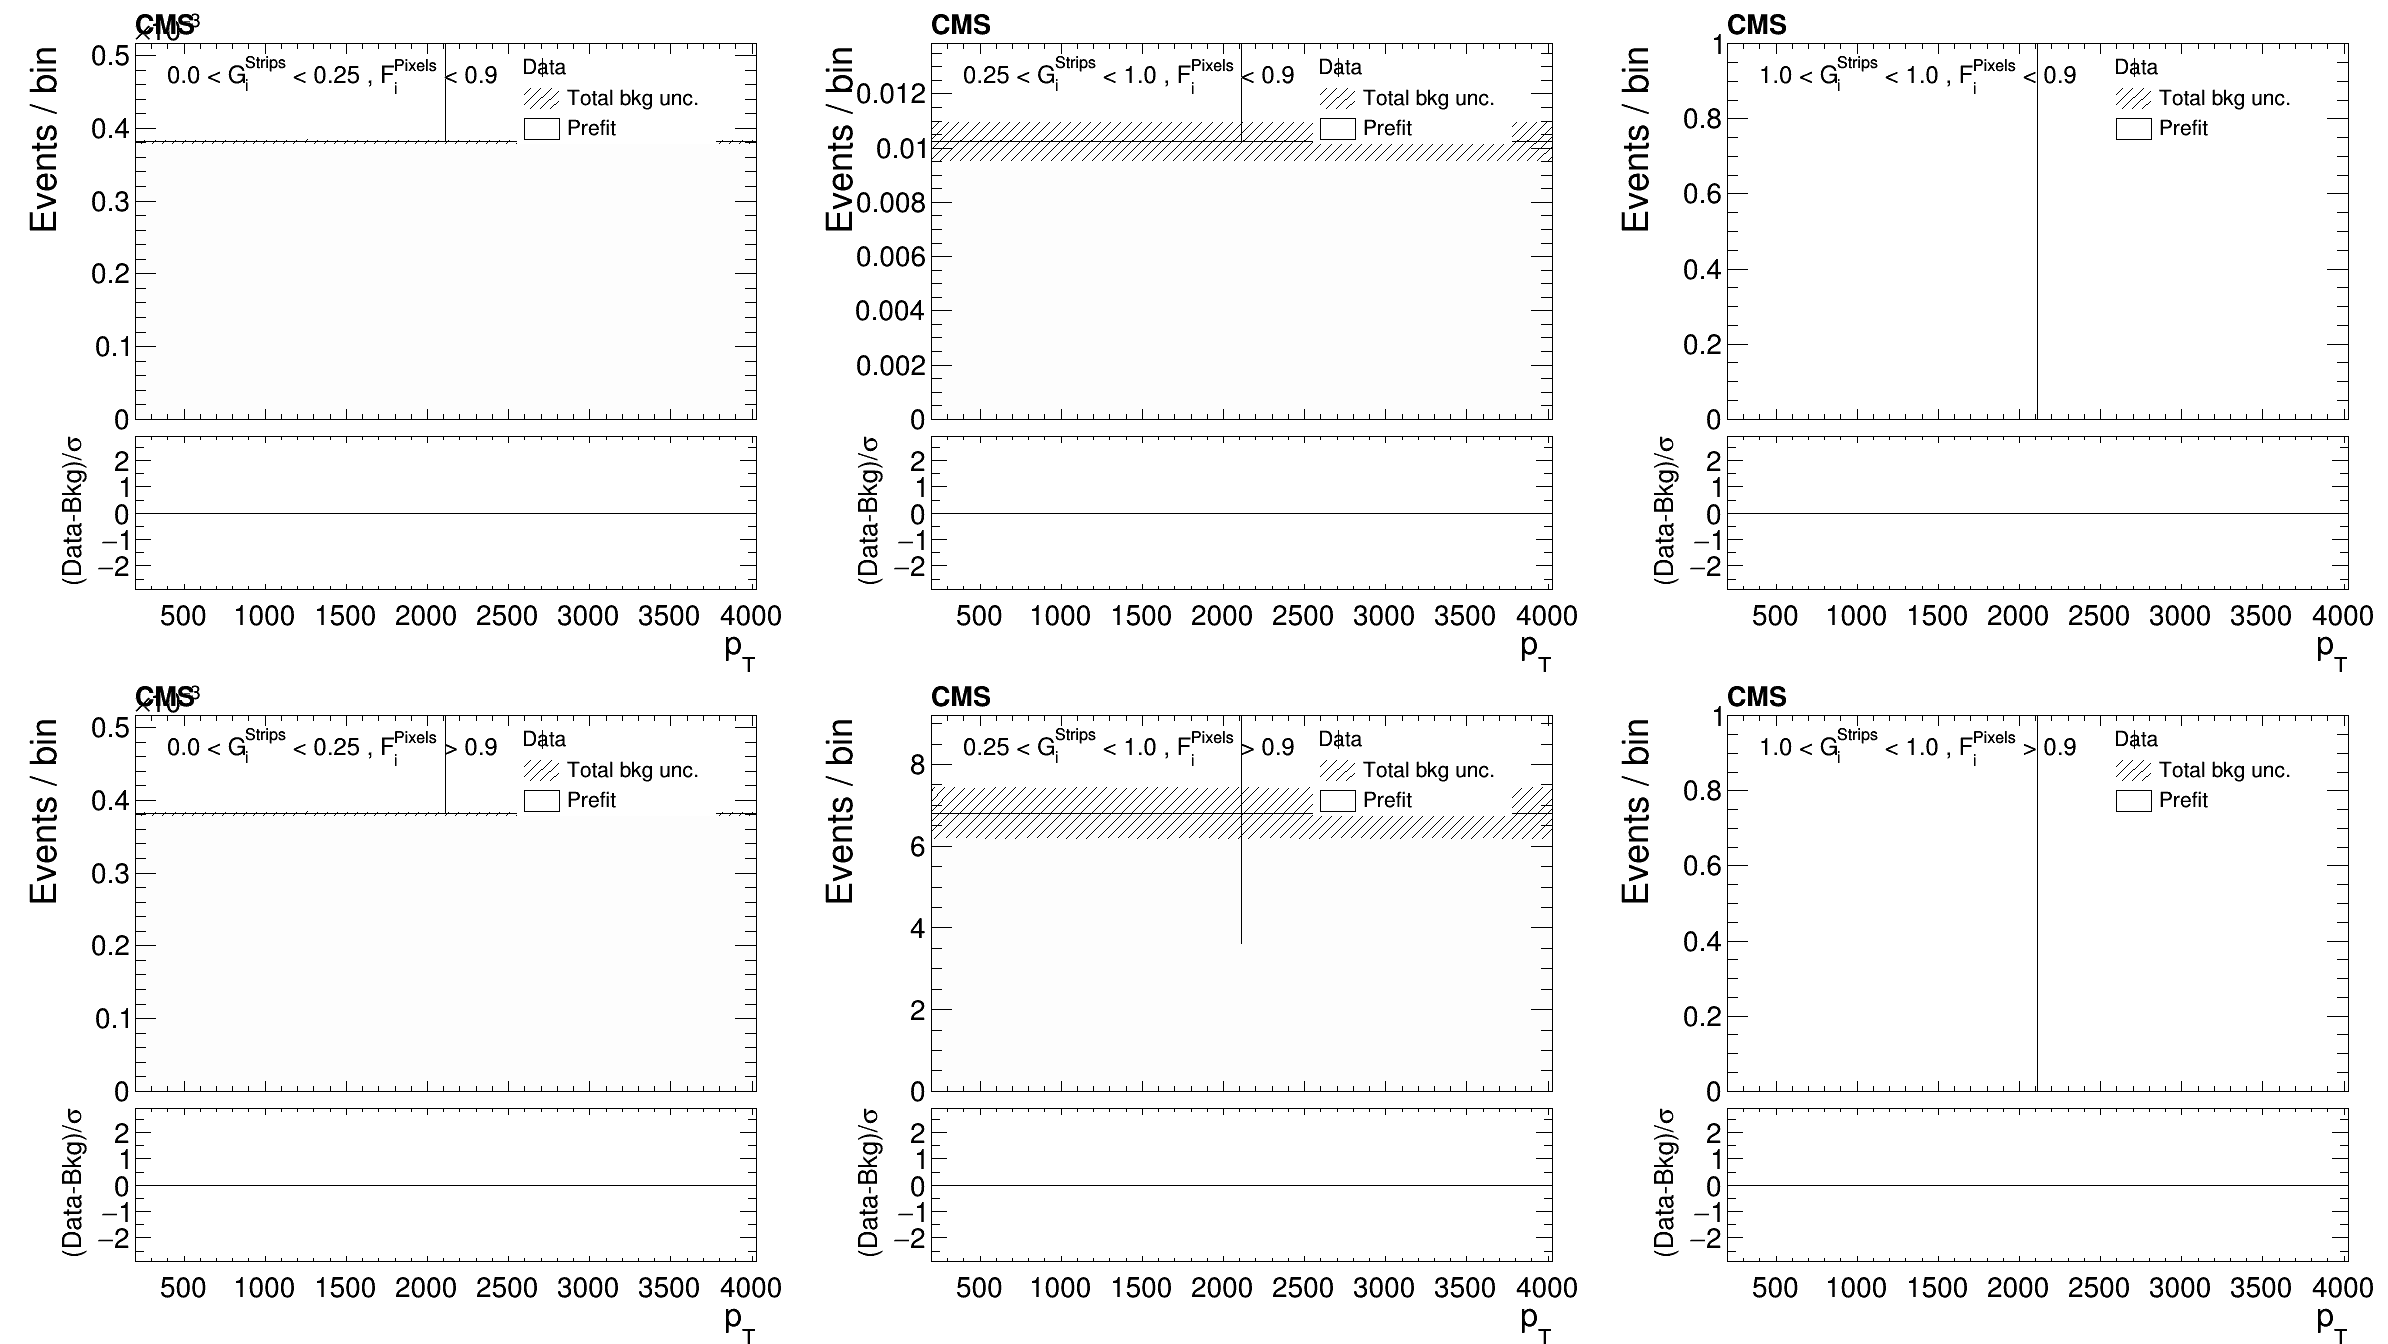 CMS
×10⁻³
Events / bin
0.0 < G_i^Strips < 0.25 , F_i^Pixels < 0.9
Data
Total bkg unc.
Prefit
0.5
0.4
0.3
0.2
0.1
0
(Data-Bkg)/σ
2
1
0
−1
−2
500 1000 1500 2000 2500 3000 3500 4000
p_T
CMS
Events / bin
0.25 < G_i^Strips < 1.0 , F_i^Pixels < 0.9
Data
Total bkg unc.
Prefit
0.012
0.01
0.008
0.006
0.004
0.002
0
(Data-Bkg)/σ
2
1
0
−1
−2
500 1000 1500 2000 2500 3000 3500 4000
p_T
CMS
Events / bin
1.0 < G_i^Strips < 1.0 , F_i^Pixels < 0.9
Data
Total bkg unc.
Prefit
1
0.8
0.6
0.4
0.2
0
(Data-Bkg)/σ
2
1
0
−1
−2
500 1000 1500 2000 2500 3000 3500 4000
p_T
CMS
×10⁻³
Events / bin
0.0 < G_i^Strips < 0.25 , F_i^Pixels > 0.9
Data
Total bkg unc.
Prefit
0.5
0.4
0.3
0.2
0.1
0
(Data-Bkg)/σ
2
1
0
−1
−2
500 1000 1500 2000 2500 3000 3500 4000
p_T
CMS
Events / bin
0.25 < G_i^Strips < 1.0 , F_i^Pixels > 0.9
Data
Total bkg unc.
Prefit
8
6
4
2
0
(Data-Bkg)/σ
2
1
0
−1
−2
500 1000 1500 2000 2500 3000 3500 4000
p_T
CMS
Events / bin
1.0 < G_i^Strips < 1.0 , F_i^Pixels > 0.9
Data
Total bkg unc.
Prefit
1
0.8
0.6
0.4
0.2
0
(Data-Bkg)/σ
2
1
0
−1
−2
500 1000 1500 2000 2500 3000 3500 4000
p_T